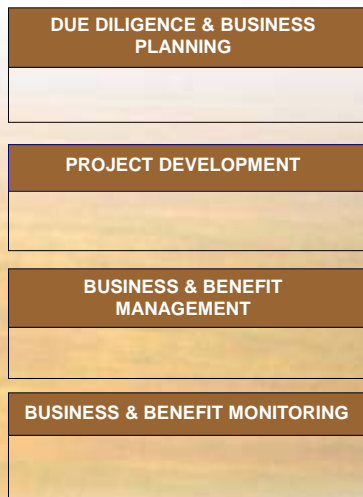 DUE DILIGENCE & BUSINESS
PLANNING
PROJECT DEVELOPMENT
BUSINESS & BENEFIT
MANAGEMENT
BUSINESS & BENEFIT MONITORING